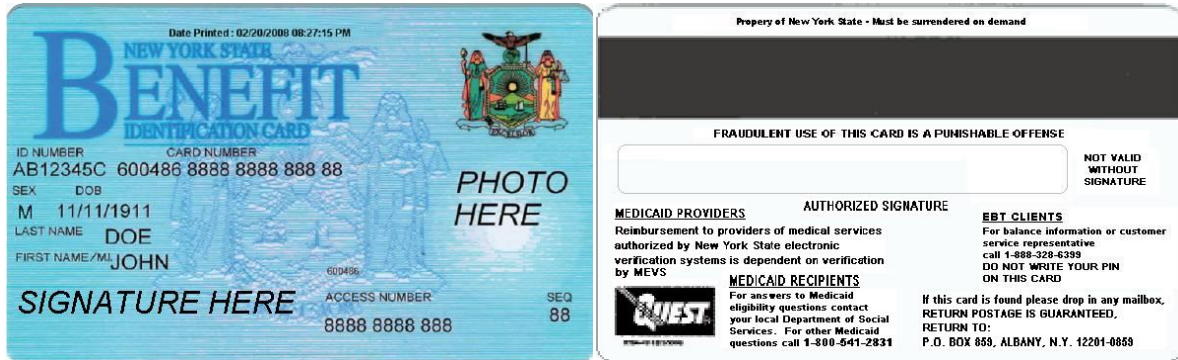 Date Printed : 02/20/2008 08:27:15 PM
NEW YORK STATE
BENEFIT
IDENTIFICATION CARD
EXCELSIOR
ID NUMBER CARD NUMBER
AB12345C 600486 8888 8888 888 88
SEX DOB
M 11/11/1911
LAST NAME DOE
FIRST NAME/M.I. JOHN
PHOTO
HERE
600486
SIGNATURE HERE
ACCESS NUMBER
8888 8888 888
SEQ
88
Propery of New York State - Must be surrendered on demand
FRAUDULENT USE OF THIS CARD IS A PUNISHABLE OFFENSE
NOT VALID
WITHOUT
SIGNATURE
AUTHORIZED SIGNATURE
MEDICAID PROVIDERS
Reimbursement to providers of medical services
authorized by New York State electronic
verification systems is dependent on verification
by MEVS
EBT CLIENTS
For balance information or customer
service representative
call 1-888-328-6399
DO NOT WRITE YOUR PIN
ON THIS CARD
QUEST
MEDICAID RECIPIENTS
For answers to Medicaid
eligibility questions contact
your local Department of Social
Services. For other Medicaid
questions call 1-800-541-2831
If this card is found please drop in any mailbox,
RETURN POSTAGE IS GUARANTEED,
RETURN TO:
P.O. BOX 859, ALBANY, N.Y. 12201-0859